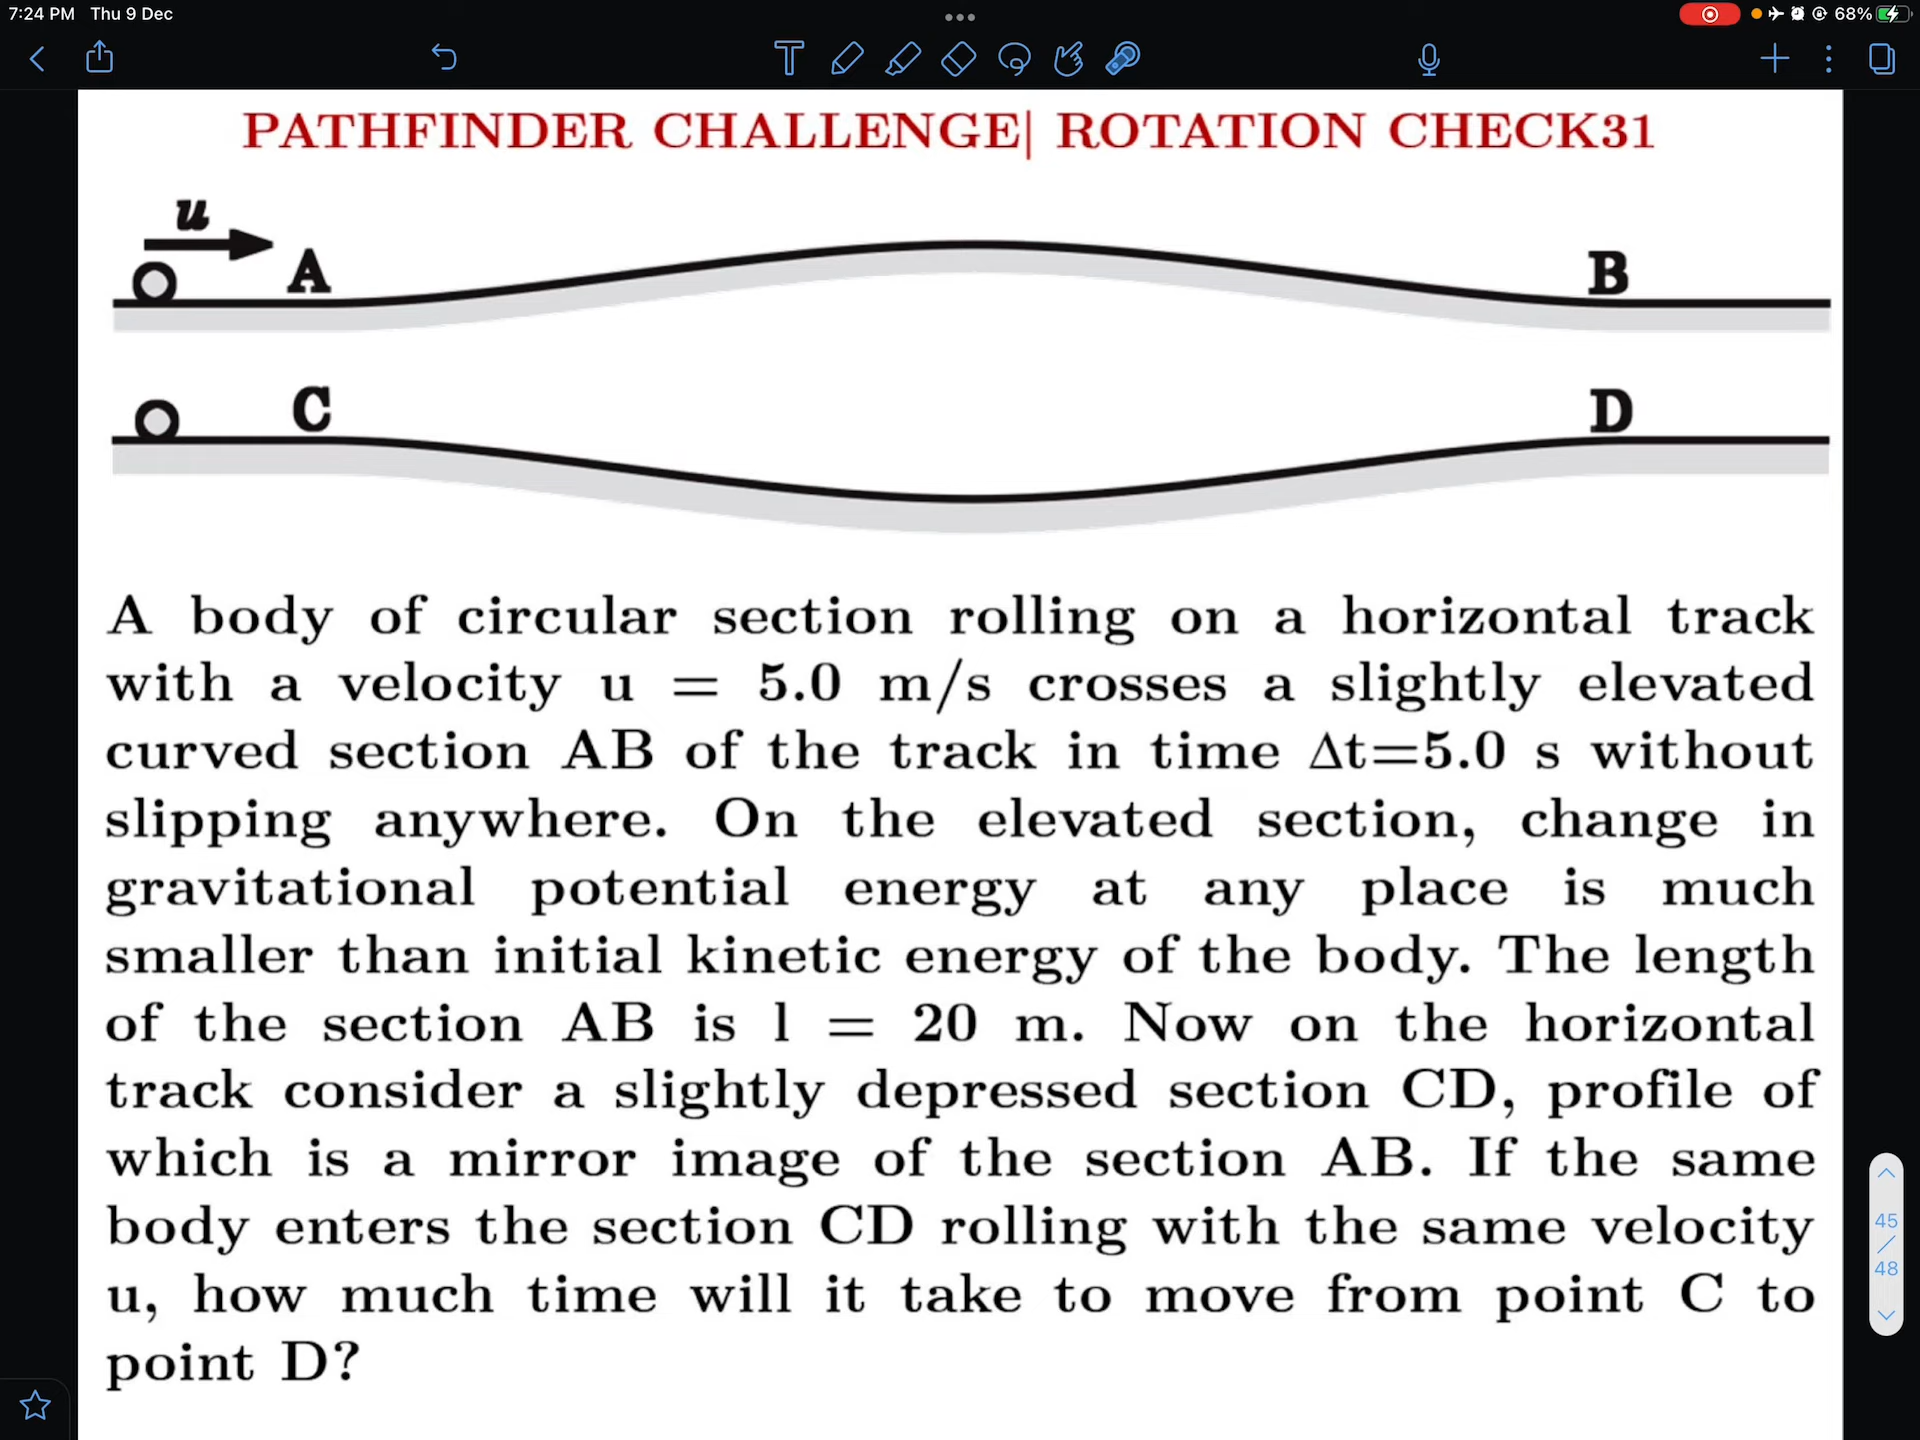 7:24 PM Thu 9 Dec
68%
PATHFINDER CHALLENGE| ROTATION CHECK31
u
A
B
C
D
A body of circular section rolling on a horizontal track
with a velocity u = 5.0 m/s crosses a slightly elevated
curved section AB of the track in time Δt=5.0 s without
slipping anywhere. On the elevated section, change in
gravitational potential energy at any place is much
smaller than initial kinetic energy of the body. The length
of the section AB is l = 20 m. Now on the horizontal
track consider a slightly depressed section CD, profile of
which is a mirror image of the section AB. If the same
body enters the section CD rolling with the same velocity
u, how much time will it take to move from point C to
point D?
45
/
48